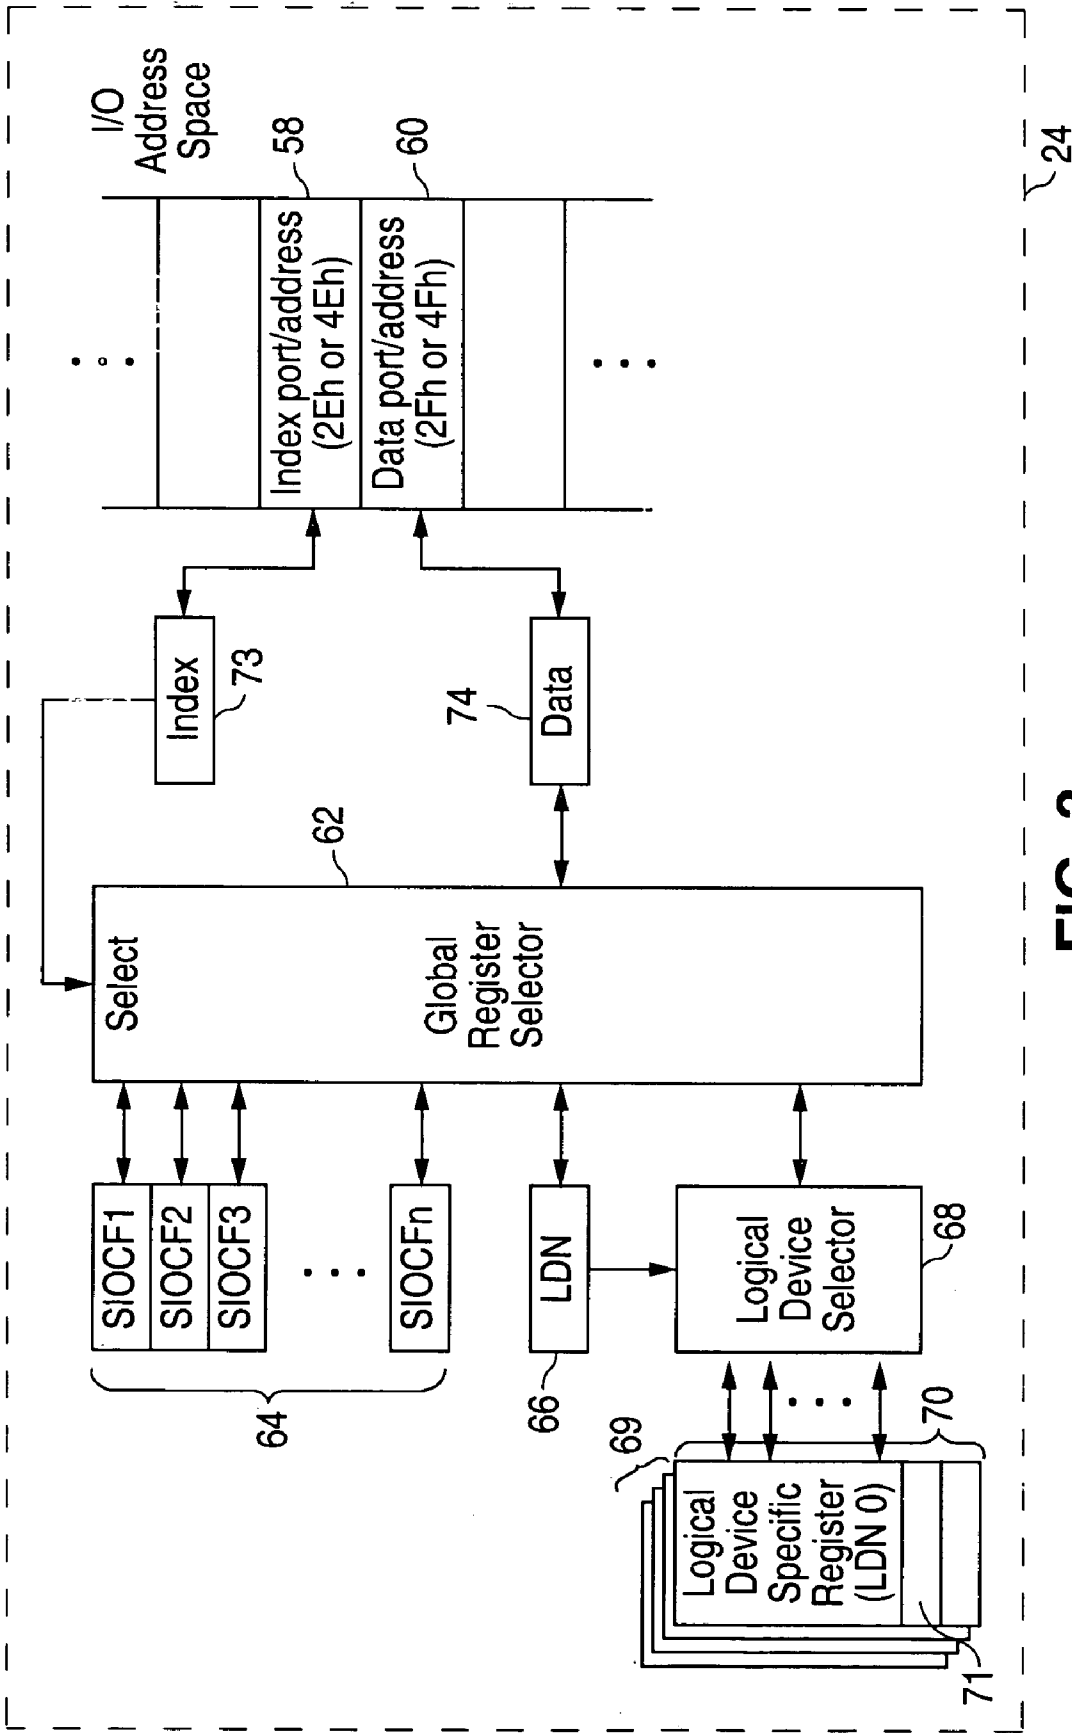 I/O
Address
Space
Index port/address
(2Eh or 4Eh)
58
Data port/address
(2Fh or 4Fh)
60
Index
73
Data
74
Select
Global
Register
Selector
62
SIOCF1
SIOCF2
SIOCF3
SIOCFn
64
LDN
66
Logical
Device
Selector
68
69
Logical
Device
Specific
Register
(LDN 0)
70
71
24